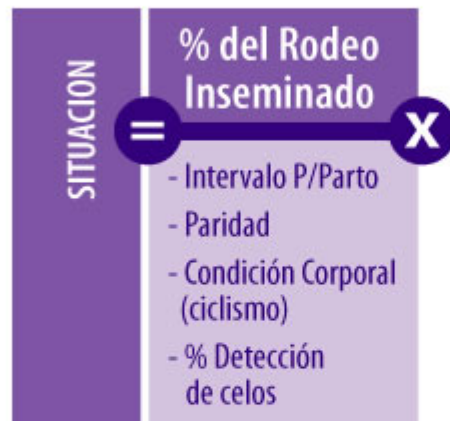 SITUACION
=
% del Rodeo
Inseminado
X
- Intervalo P/Parto
- Paridad
- Condición Corporal
(ciclismo)
- % Detección
de celos